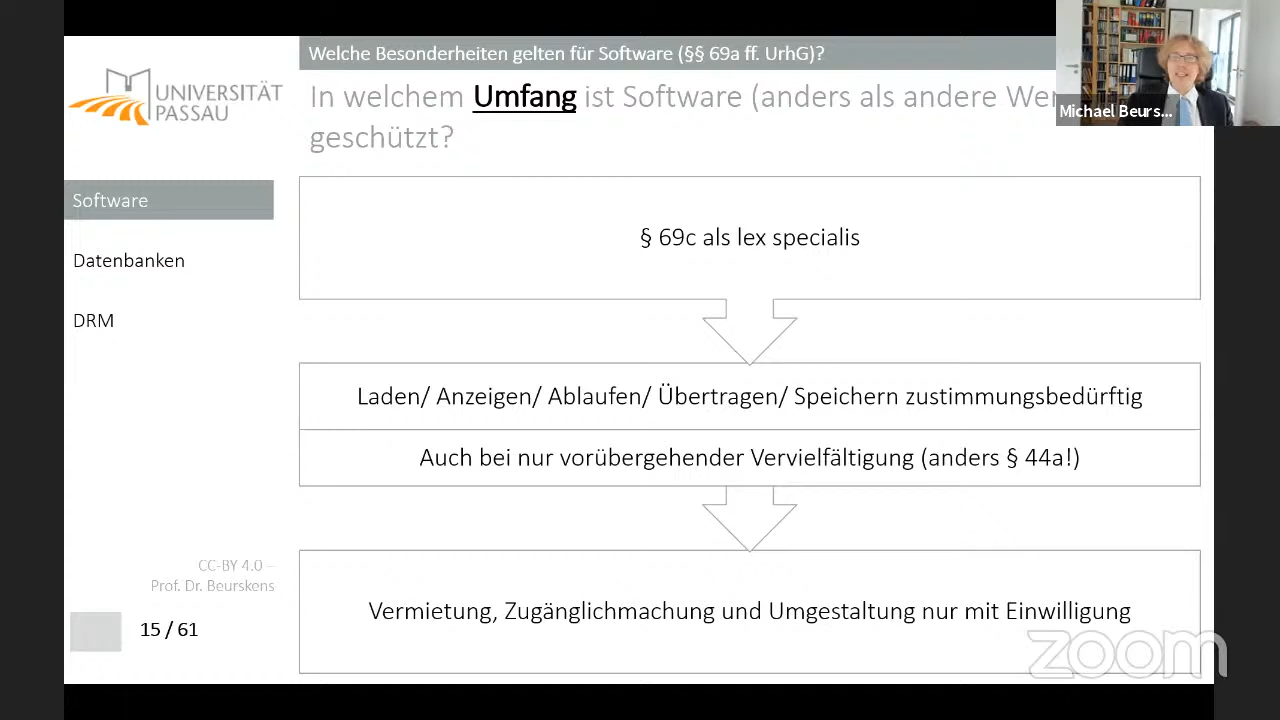 Welche Besonderheiten gelten für Software (§§ 69a ff. UrhG)?
UNIVERSITÄT
PASSAU
In welchem Umfang ist Software (anders als andere
geschützt?
Michael Beurs...
Software
Datenbanken
DRM
§ 69c als lex specialis
Laden/ Anzeigen/ Ablaufen/ Übertragen/ Speichern zustimmungsbedürftig
Auch bei nur vorübergehender Vervielfältigung (anders § 44a!)
Vermietung, Zugänglichmachung und Umgestaltung nur mit Einwilligung
CC-BY 4.0 –
Prof. Dr. Beurskens
15 / 61
zoom